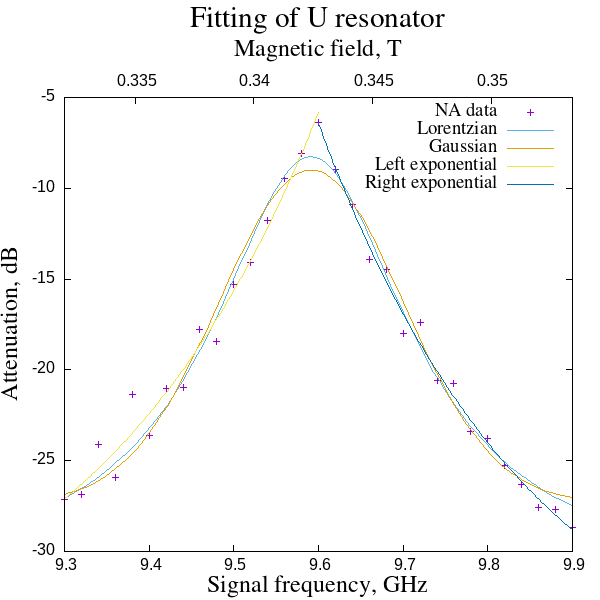 Fitting of U resonator
Magnetic field, T
0.335 0.34 0.345 0.35
-5
-10
-15
-20
-25
-30
Attenuation, dB
NA data
Lorentzian
Gaussian
Left exponential
Right exponential
9.3 9.4 9.5 9.6 9.7 9.8 9.9
Signal frequency, GHz